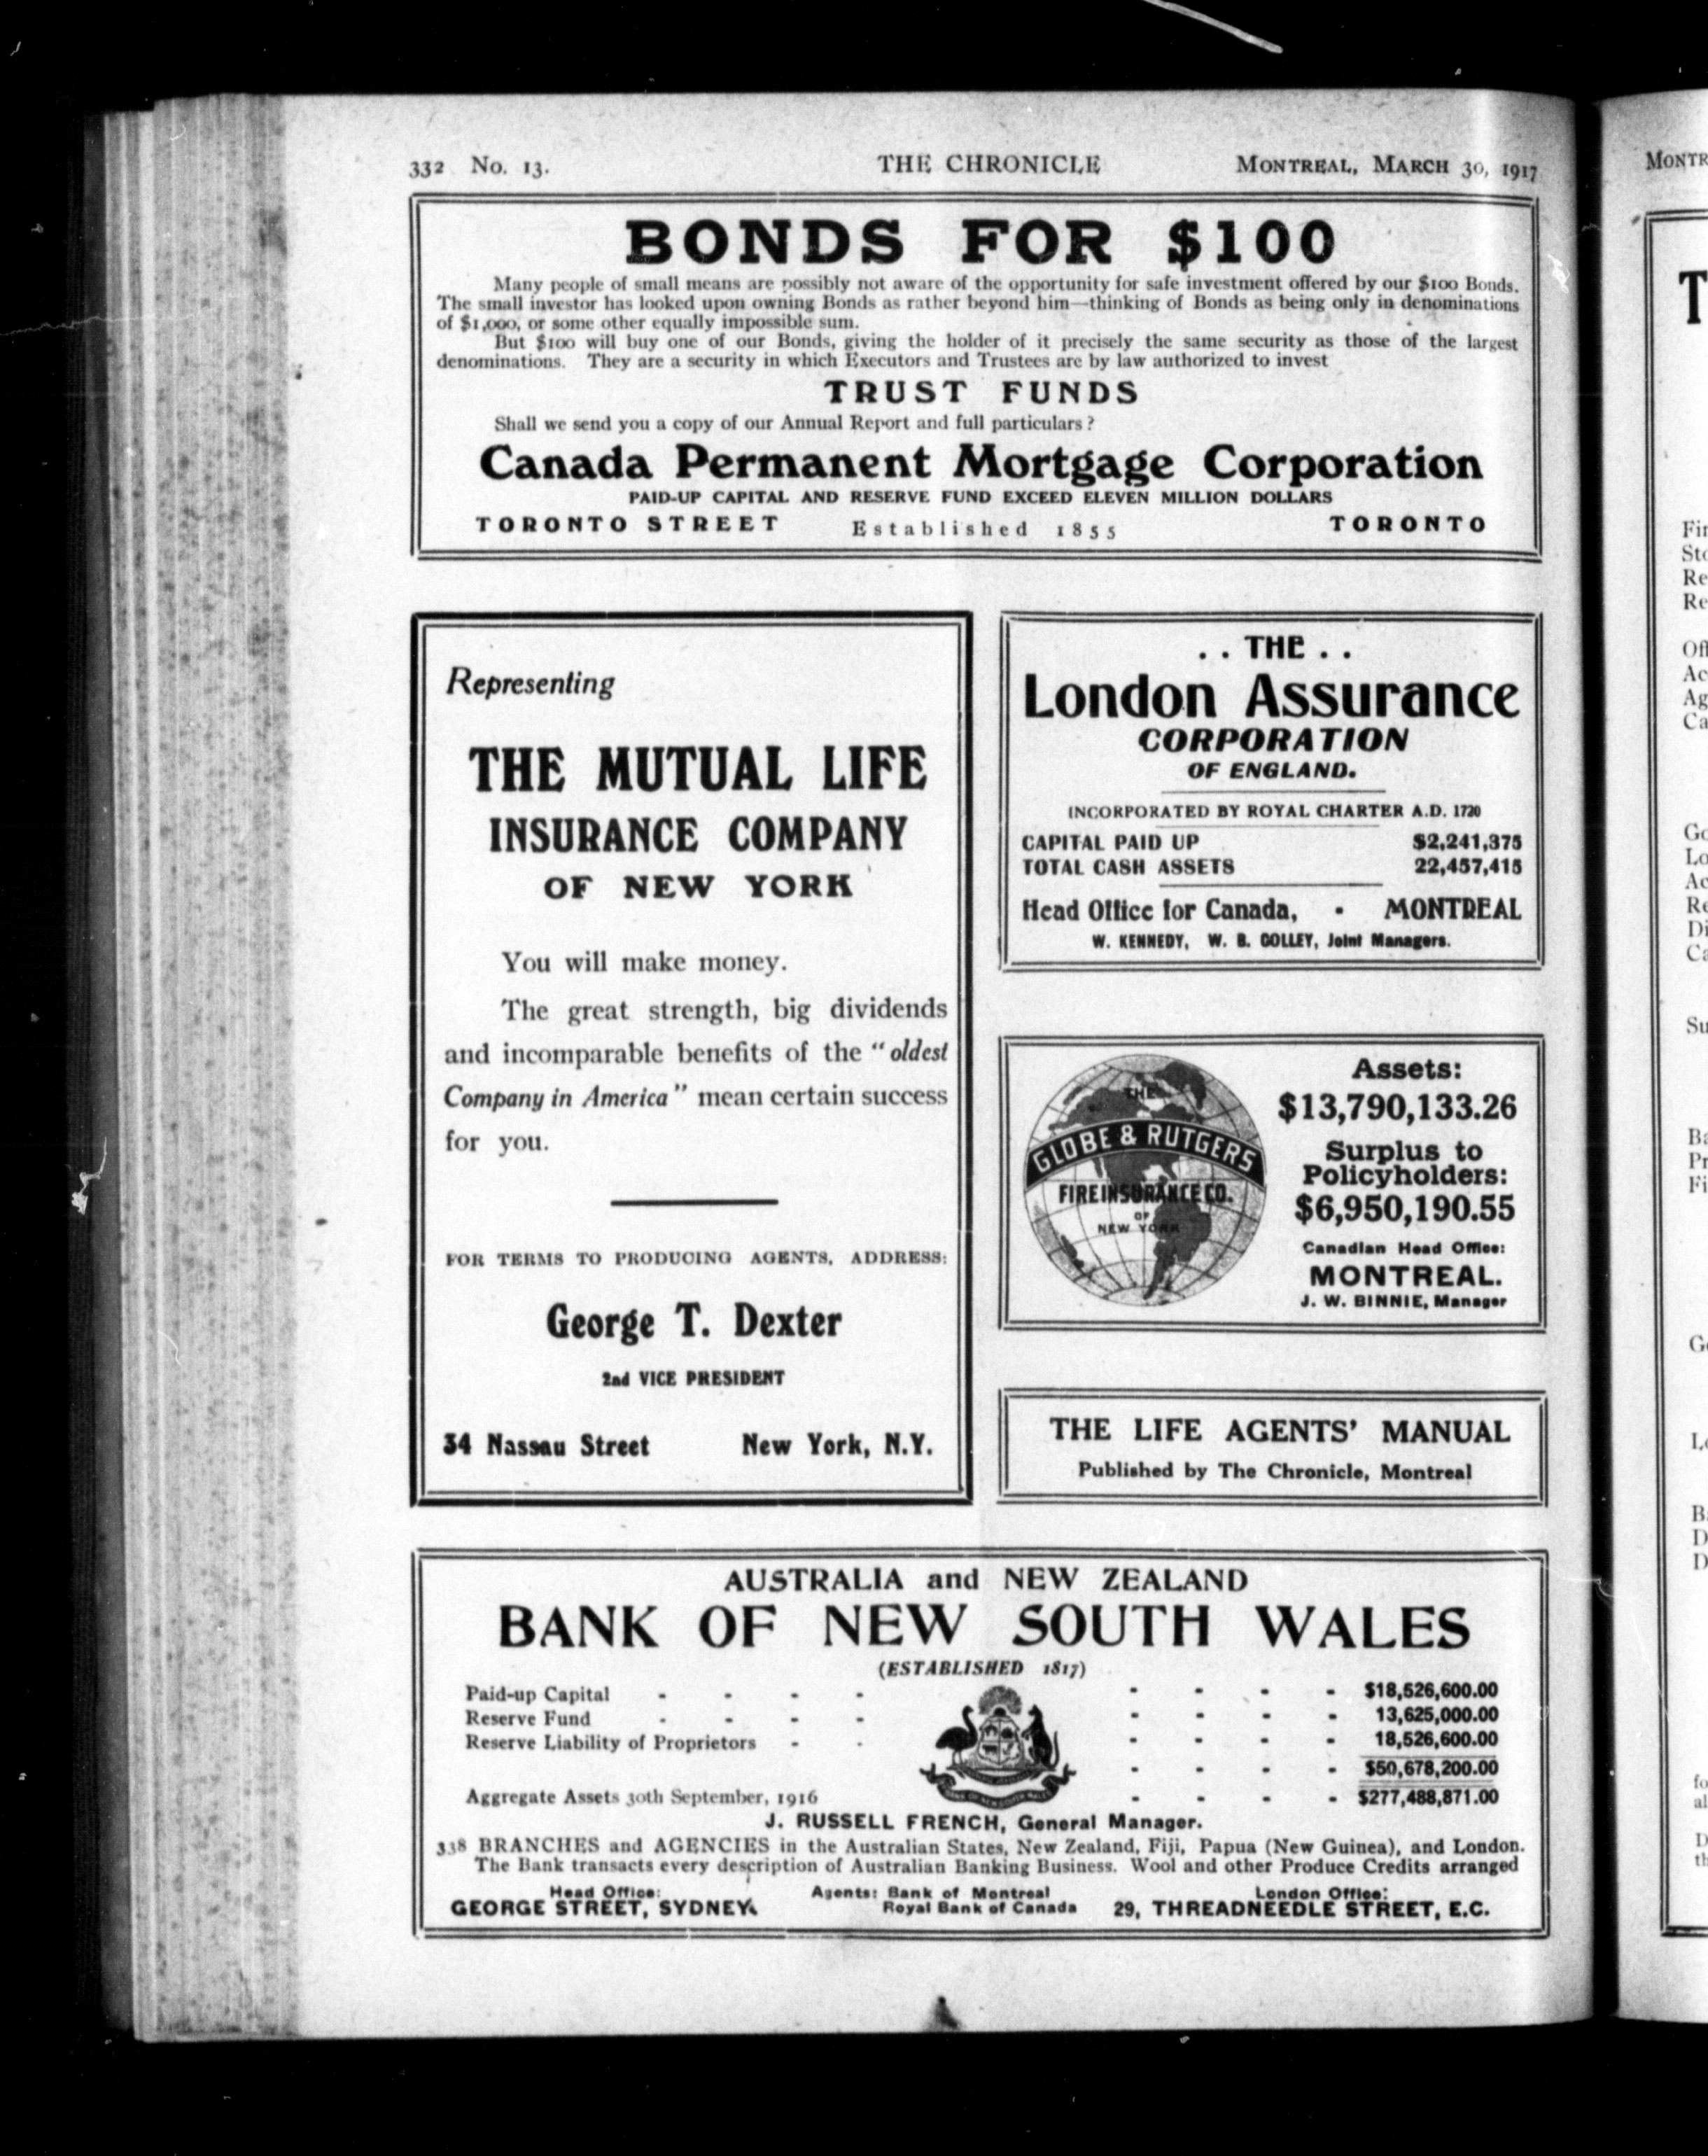 332 No. 13.
THE CHRONICLE
MONTREAL, MARCH 30, 1917
BONDS FOR $100
Many people of small means are possibly not aware of the opportunity for safe investment offered by our $100 Bonds.
The small investor has looked upon owning Bonds as rather beyond him—thinking of Bonds as being only in denominations
of $1,000, or some other equally impossible sum.
But $100 will buy one of our Bonds, giving the holder of it precisely the same security as those of the largest
denominations. They are a security in which Executors and Trustees are by law authorized to invest
TRUST FUNDS
Shall we send you a copy of our Annual Report and full particulars?
Canada Permanent Mortgage Corporation
PAID-UP CAPITAL AND RESERVE FUND EXCEED ELEVEN MILLION DOLLARS
TORONTO STREET Established 1855 TORONTO
Representing
THE MUTUAL LIFE
INSURANCE COMPANY
OF NEW YORK
You will make money.
The great strength, big dividends
and incomparable benefits of the "oldest
Company in America" mean certain success
for you.
FOR TERMS TO PRODUCING AGENTS, ADDRESS:
George T. Dexter
2nd VICE PRESIDENT
34 Nassau Street New York, N.Y.
. . THE . .
London Assurance
CORPORATION
OF ENGLAND.
INCORPORATED BY ROYAL CHARTER A.D. 1720
CAPITAL PAID UP $2,241,375
TOTAL CASH ASSETS 22,457,415
Head Office for Canada, - MONTREAL
W. KENNEDY, W. B. COLLEY, Joint Managers.
THE
GLOBE & RUTGERS
FIRE INSURANCE CO.
OF
NEW YORK
Assets:
$13,790,133.26
Surplus to
Policyholders:
$6,950,190.55
Canadian Head Office:
MONTREAL.
J. W. BINNIE, Manager
THE LIFE AGENTS' MANUAL
Published by The Chronicle, Montreal
AUSTRALIA and NEW ZEALAND
BANK OF NEW SOUTH WALES
(ESTABLISHED 1817)
Paid-up Capital - - - - - - - - $18,526,600.00
Reserve Fund - - - - - - - - 13,625,000.00
Reserve Liability of Proprietors - - - - - - 18,526,600.00
- - - - $50,678,200.00
Aggregate Assets 30th September, 1916 - - - - $277,488,871.00
J. RUSSELL FRENCH, General Manager.
338 BRANCHES and AGENCIES in the Australian States, New Zealand, Fiji, Papua (New Guinea), and London.
The Bank transacts every description of Australian Banking Business. Wool and other Produce Credits arranged
Head Office:
GEORGE STREET, SYDNEY.
Agents: Bank of Montreal
Royal Bank of Canada
London Office:
29, THREADNEEDLE STREET, E.C.